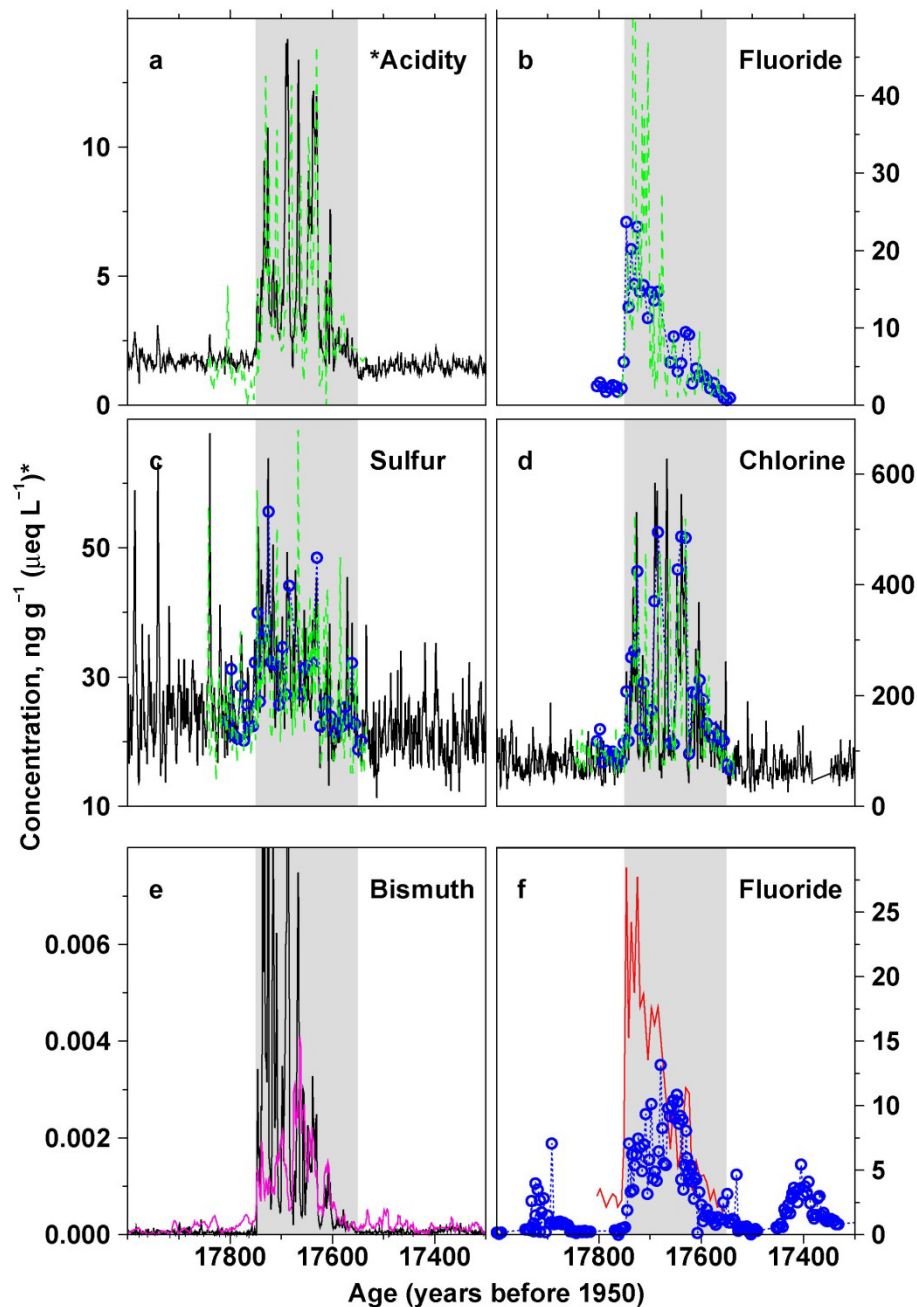 a *Acidity
b Fluoride
10
5
0
40
30
20
10
0
c Sulfur
d Chlorine
50
30
10
600
400
200
0
Concentration, ng g⁻¹ (µeq L⁻¹)*
e Bismuth
f Fluoride
0.006
0.004
0.002
0.000
25
20
15
10
5
0
17800 17600 17400 17800 17600 17400
Age (years before 1950)